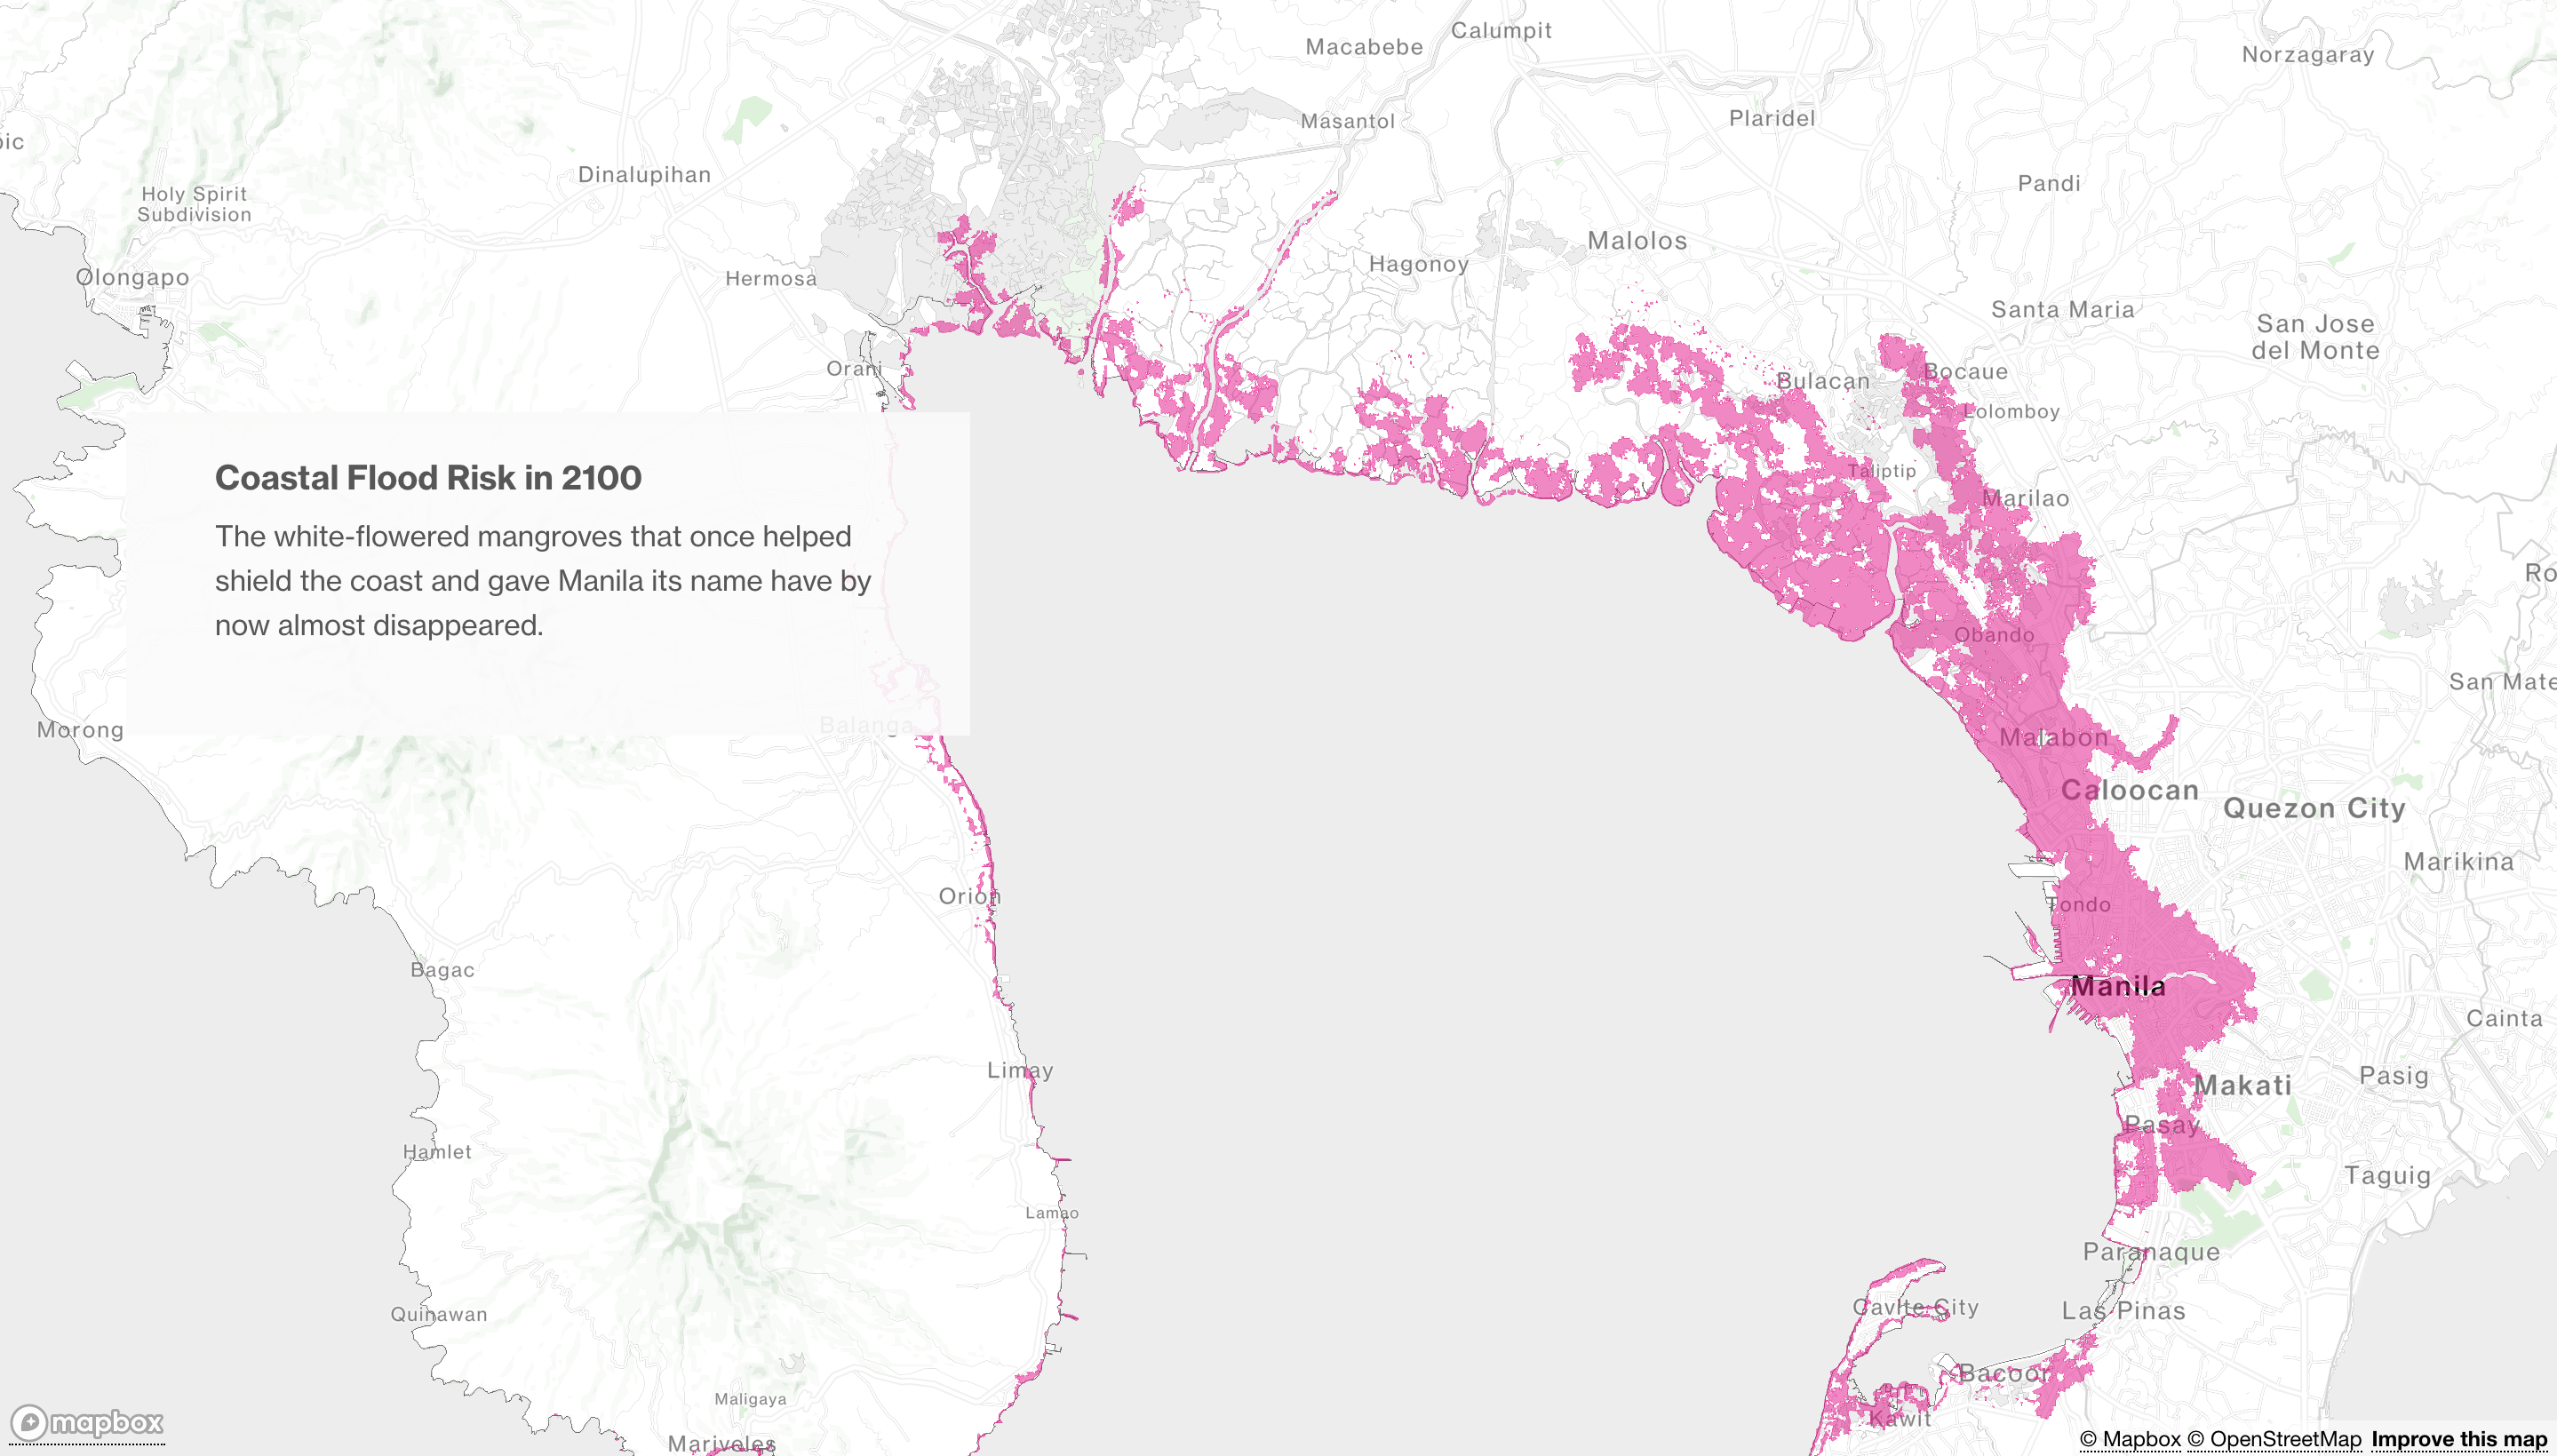 Calumpit
Macabebe
Norzagaray
Masantol
Plaridel
Dinalupihan
Pandi
Holy Spirit
Subdivision
Malolos
Hagonoy
Olongapo
Hermosa
Santa Maria
San Jose
del Monte
Orani
Bocaue
Bulacan
Lolomboy
Coastal Flood Risk in 2100
The white-flowered mangroves that once helped
shield the coast and gave Manila its name have by
now almost disappeared.
Taliptip
Marilao
Obando
San Mate
Balanga
Morong
Malabon
Caloocan
Quezon City
Marikina
Orion
Tondo
Bagac
Manila
Cainta
Limay
Makati
Pasig
Pasay
Hamlet
Taguig
Lamao
Paranaque
Cavite City
Las Pinas
Quinawan
Bacoor
Maligaya
Kawit
Mariveles
mapbox
© Mapbox © OpenStreetMap Improve this map